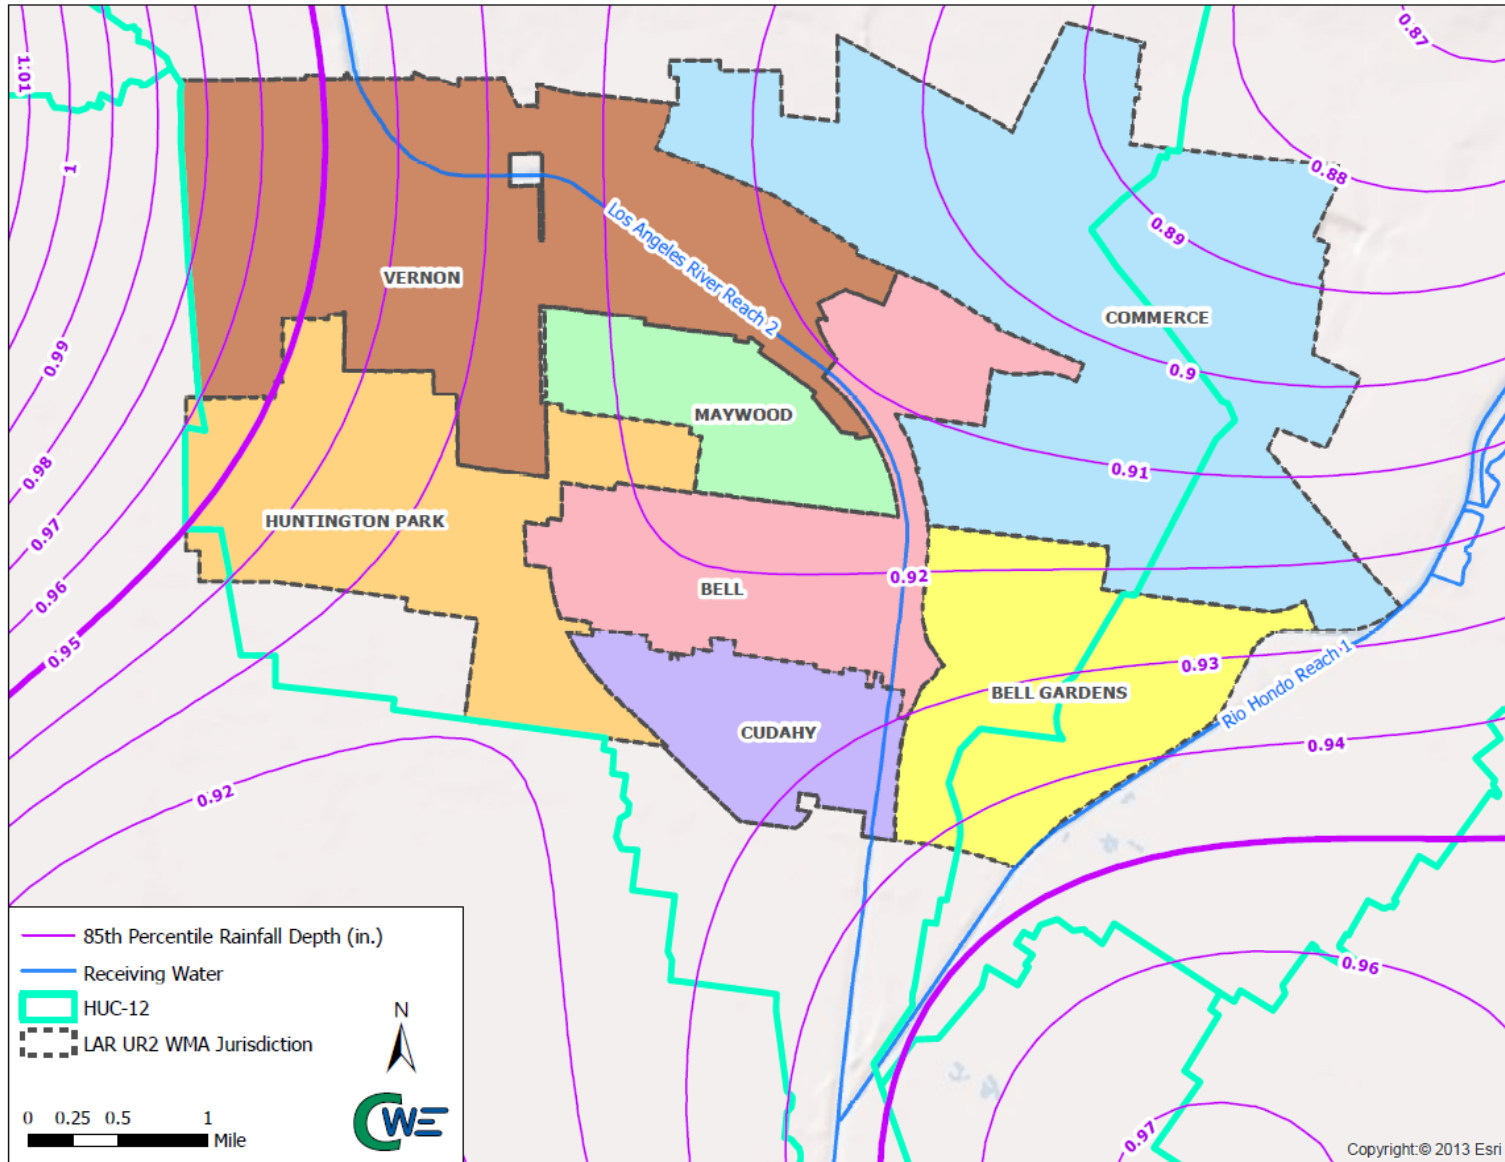 0.87
1.01
1
0.88
0.89
Los Angeles River Reach 2
VERNON
COMMERCE
0.99
0.9
MAYWOOD
0.98
0.91
HUNTINGTON PARK
0.97
0.92
BELL
0.96
0.95
0.93
Rio Hondo Reach 1
BELL GARDENS
CUDAHY
0.94
0.92
85th Percentile Rainfall Depth (in.)
Receiving Water
HUC-12
LAR UR2 WMA Jurisdiction
N
0 0.25 0.5 1
Mile
CWE
0.96
0.97
Copyright:© 2013 Esri